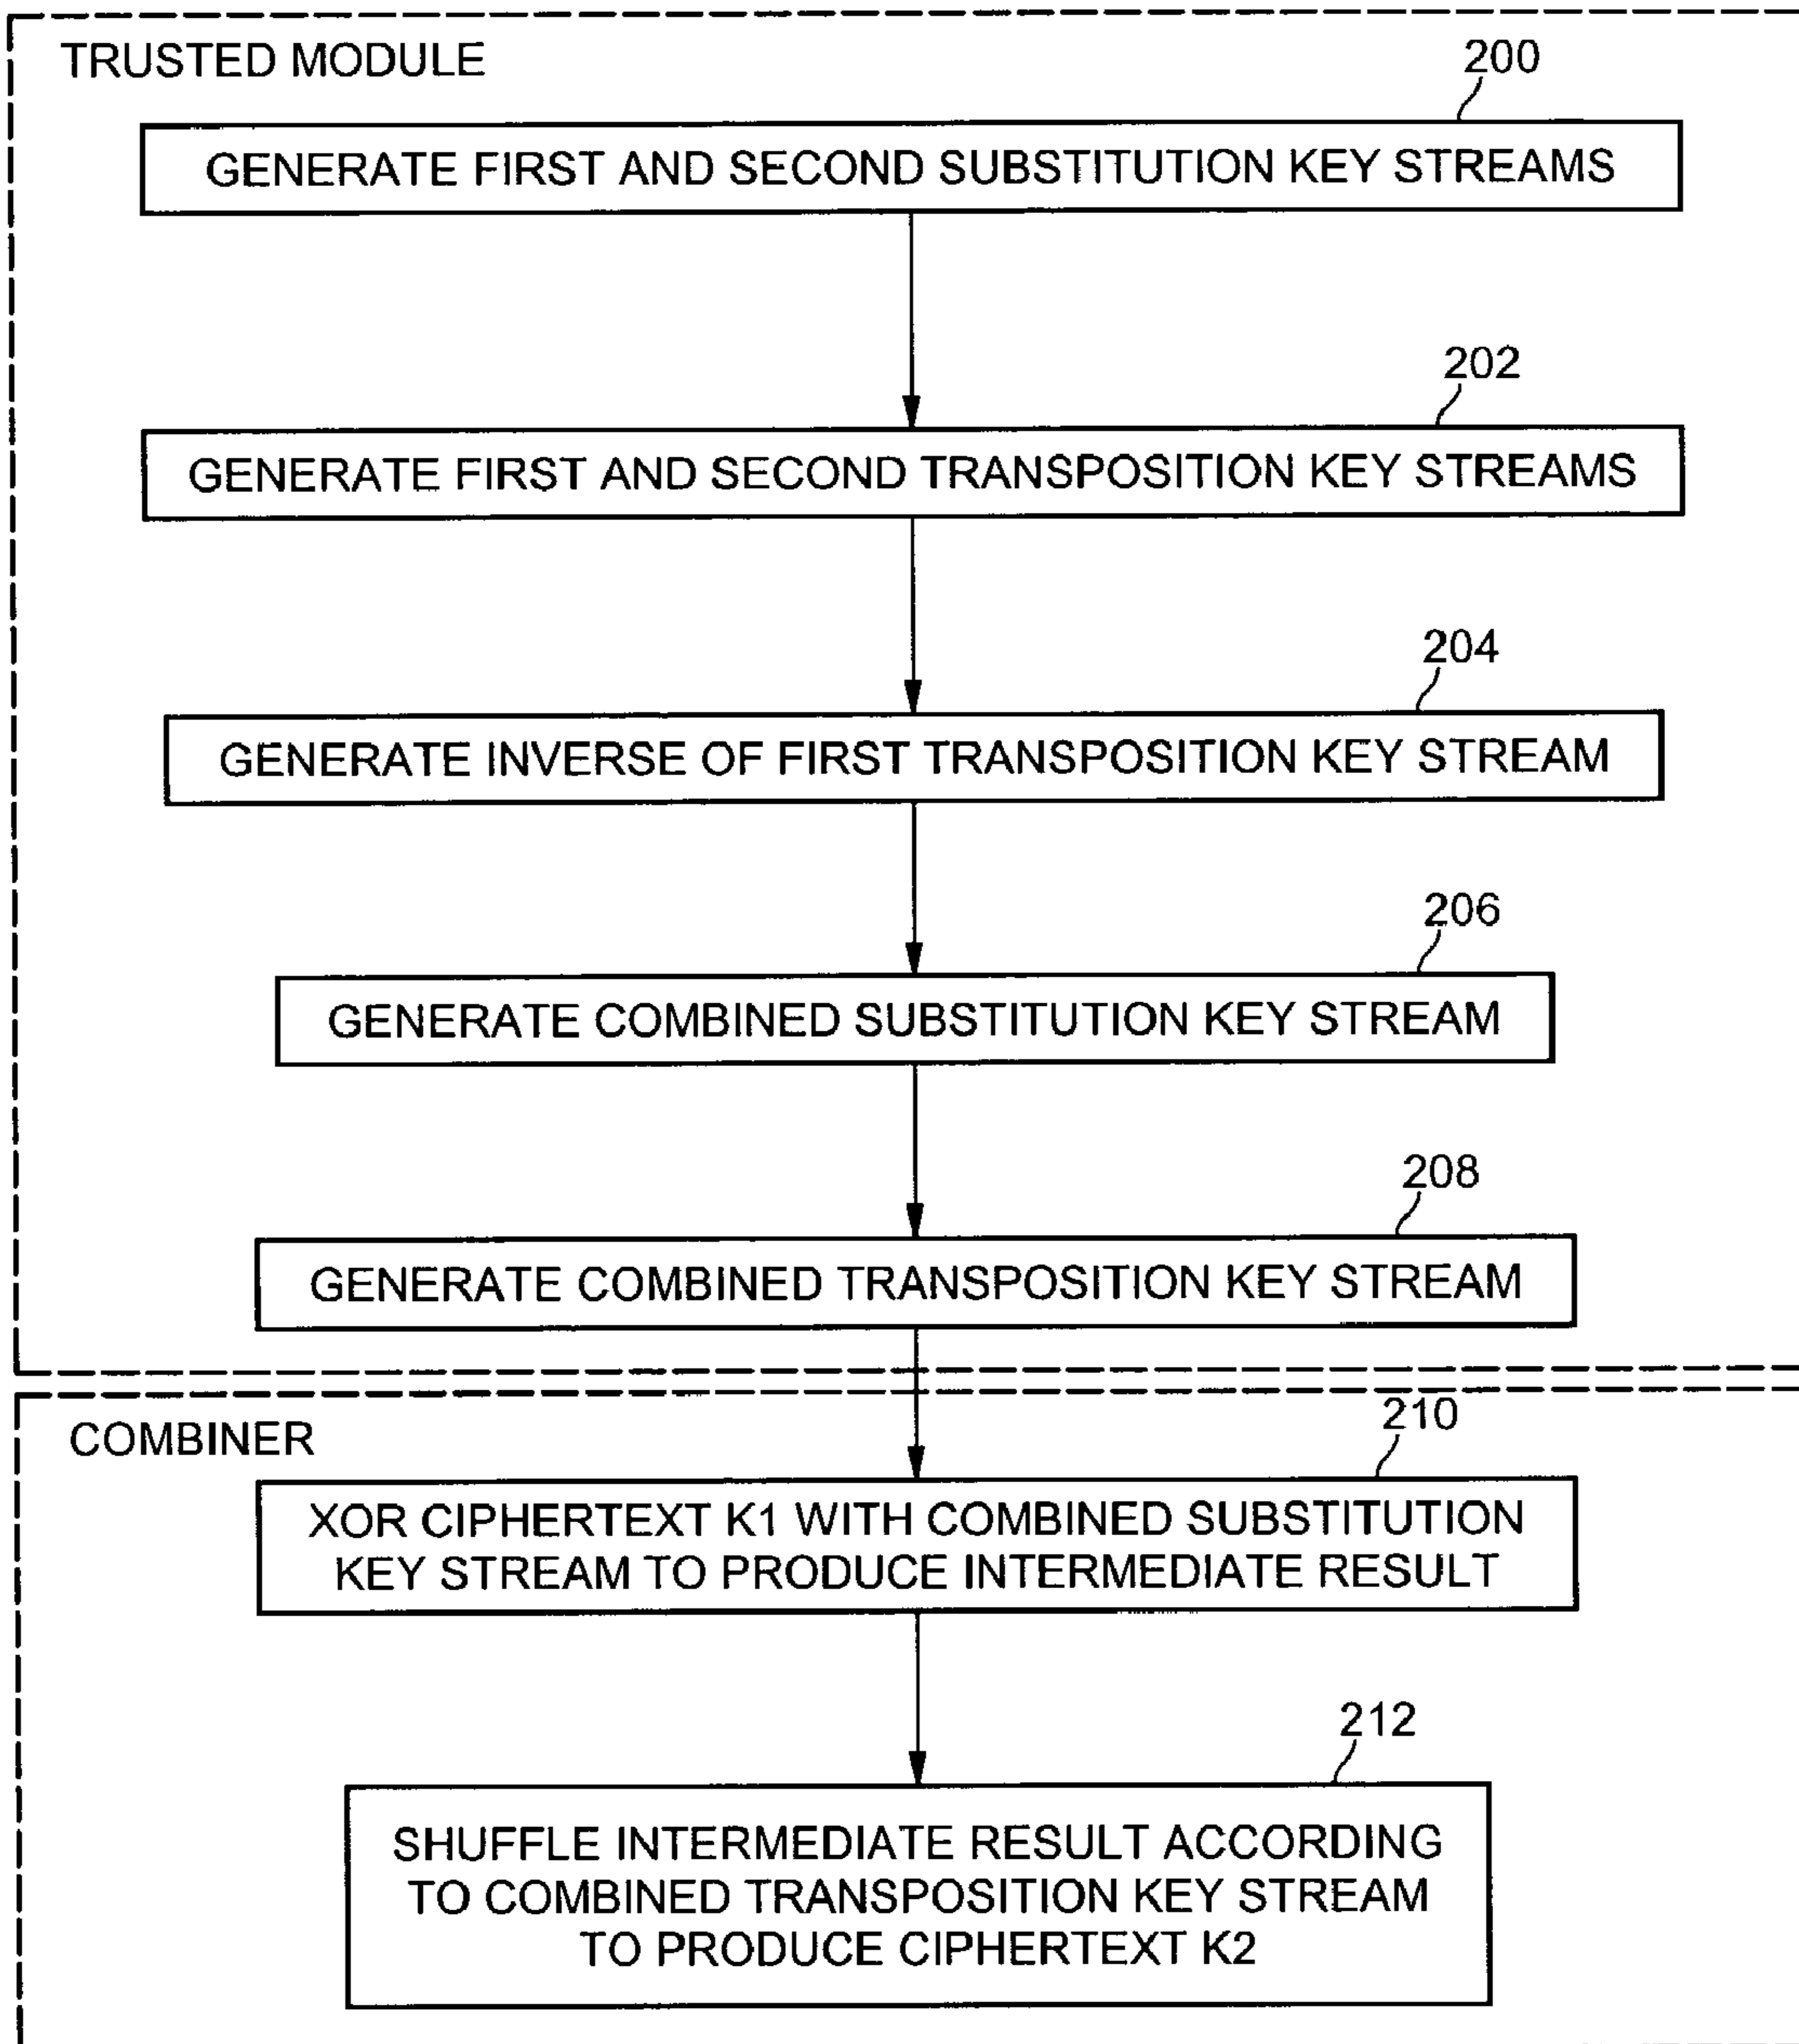 TRUSTED MODULE
200
GENERATE FIRST AND SECOND SUBSTITUTION KEY STREAMS
202
GENERATE FIRST AND SECOND TRANSPOSITION KEY STREAMS
204
GENERATE INVERSE OF FIRST TRANSPOSITION KEY STREAM
206
GENERATE COMBINED SUBSTITUTION KEY STREAM
208
GENERATE COMBINED TRANSPOSITION KEY STREAM
COMBINER
210
XOR CIPHERTEXT K1 WITH COMBINED SUBSTITUTION
KEY STREAM TO PRODUCE INTERMEDIATE RESULT
212
SHUFFLE INTERMEDIATE RESULT ACCORDING
TO COMBINED TRANSPOSITION KEY STREAM
TO PRODUCE CIPHERTEXT K2